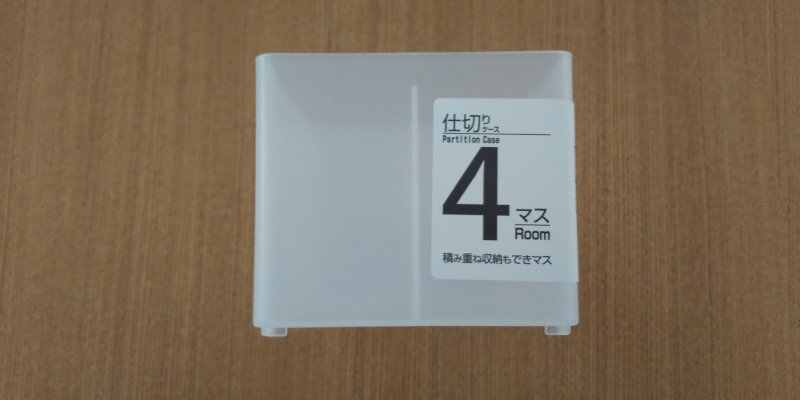 仕切りケース
Partition Case
4マス
Room
積み重ね収納もできマス